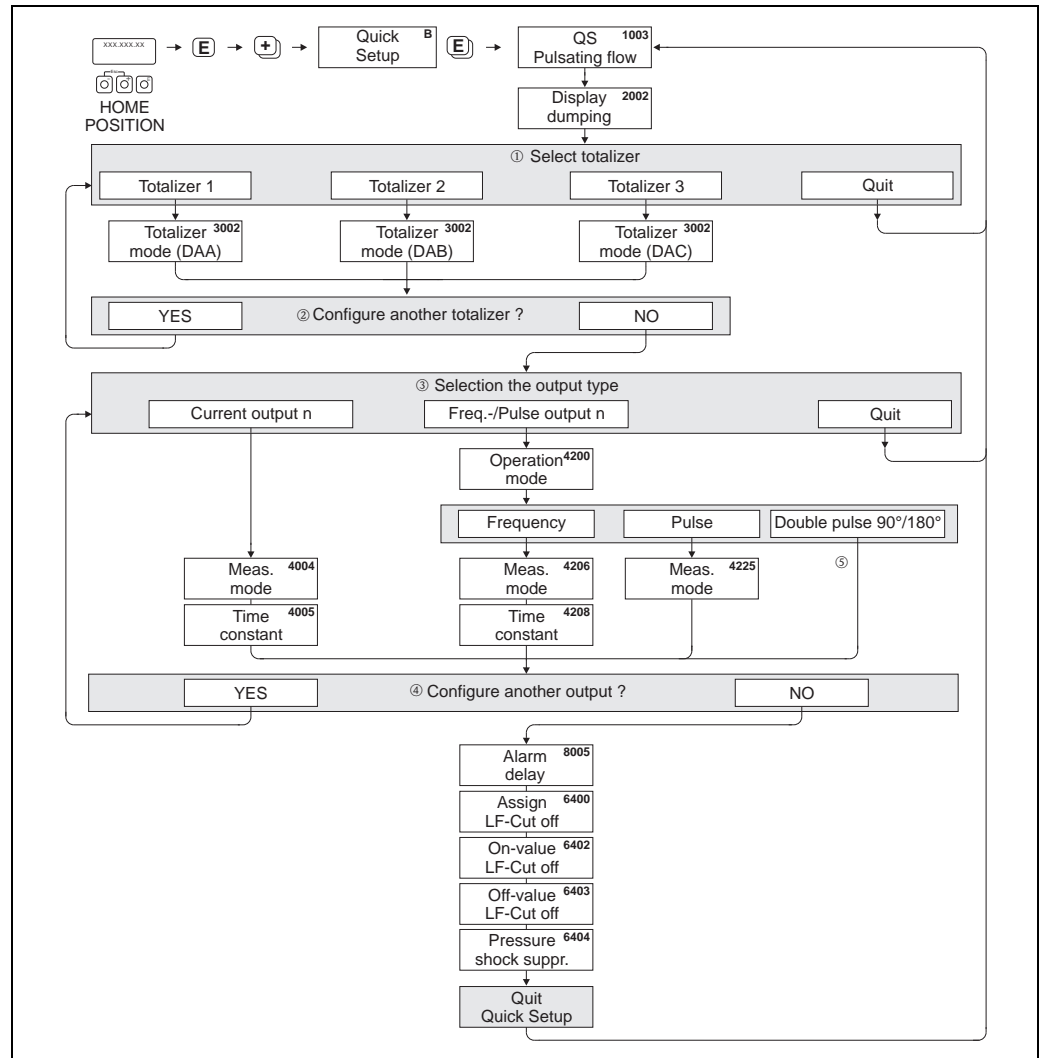 xxx.xxx.xx
E
+
Quick B
Setup
E
QS 1003
Pulsating flow
Esc
- + E
HOME
POSITION
Display 2002
dumping
① Select totalizer
Totalizer 1
Totalizer 2
Totalizer 3
Quit
Totalizer 3002
mode (DAA)
Totalizer 3002
mode (DAB)
Totalizer 3002
mode (DAC)
YES
② Configure another totalizer ?
NO
③ Selection the output type
Current output n
Freq.-/Pulse output n
Quit
Operation 4200
mode
Frequency
Pulse
Double pulse 90°/180°
⑤
Meas. 4004
mode
Meas. 4206
mode
Meas. 4225
mode
Time 4005
constant
Time 4208
constant
YES
④ Configure another output ?
NO
Alarm 8005
delay
Assign 6400
LF-Cut off
On-value 6402
LF-Cut off
Off-value 6403
LF-Cut off
Pressure 6404
shock suppr.
Quit
Quick Setup